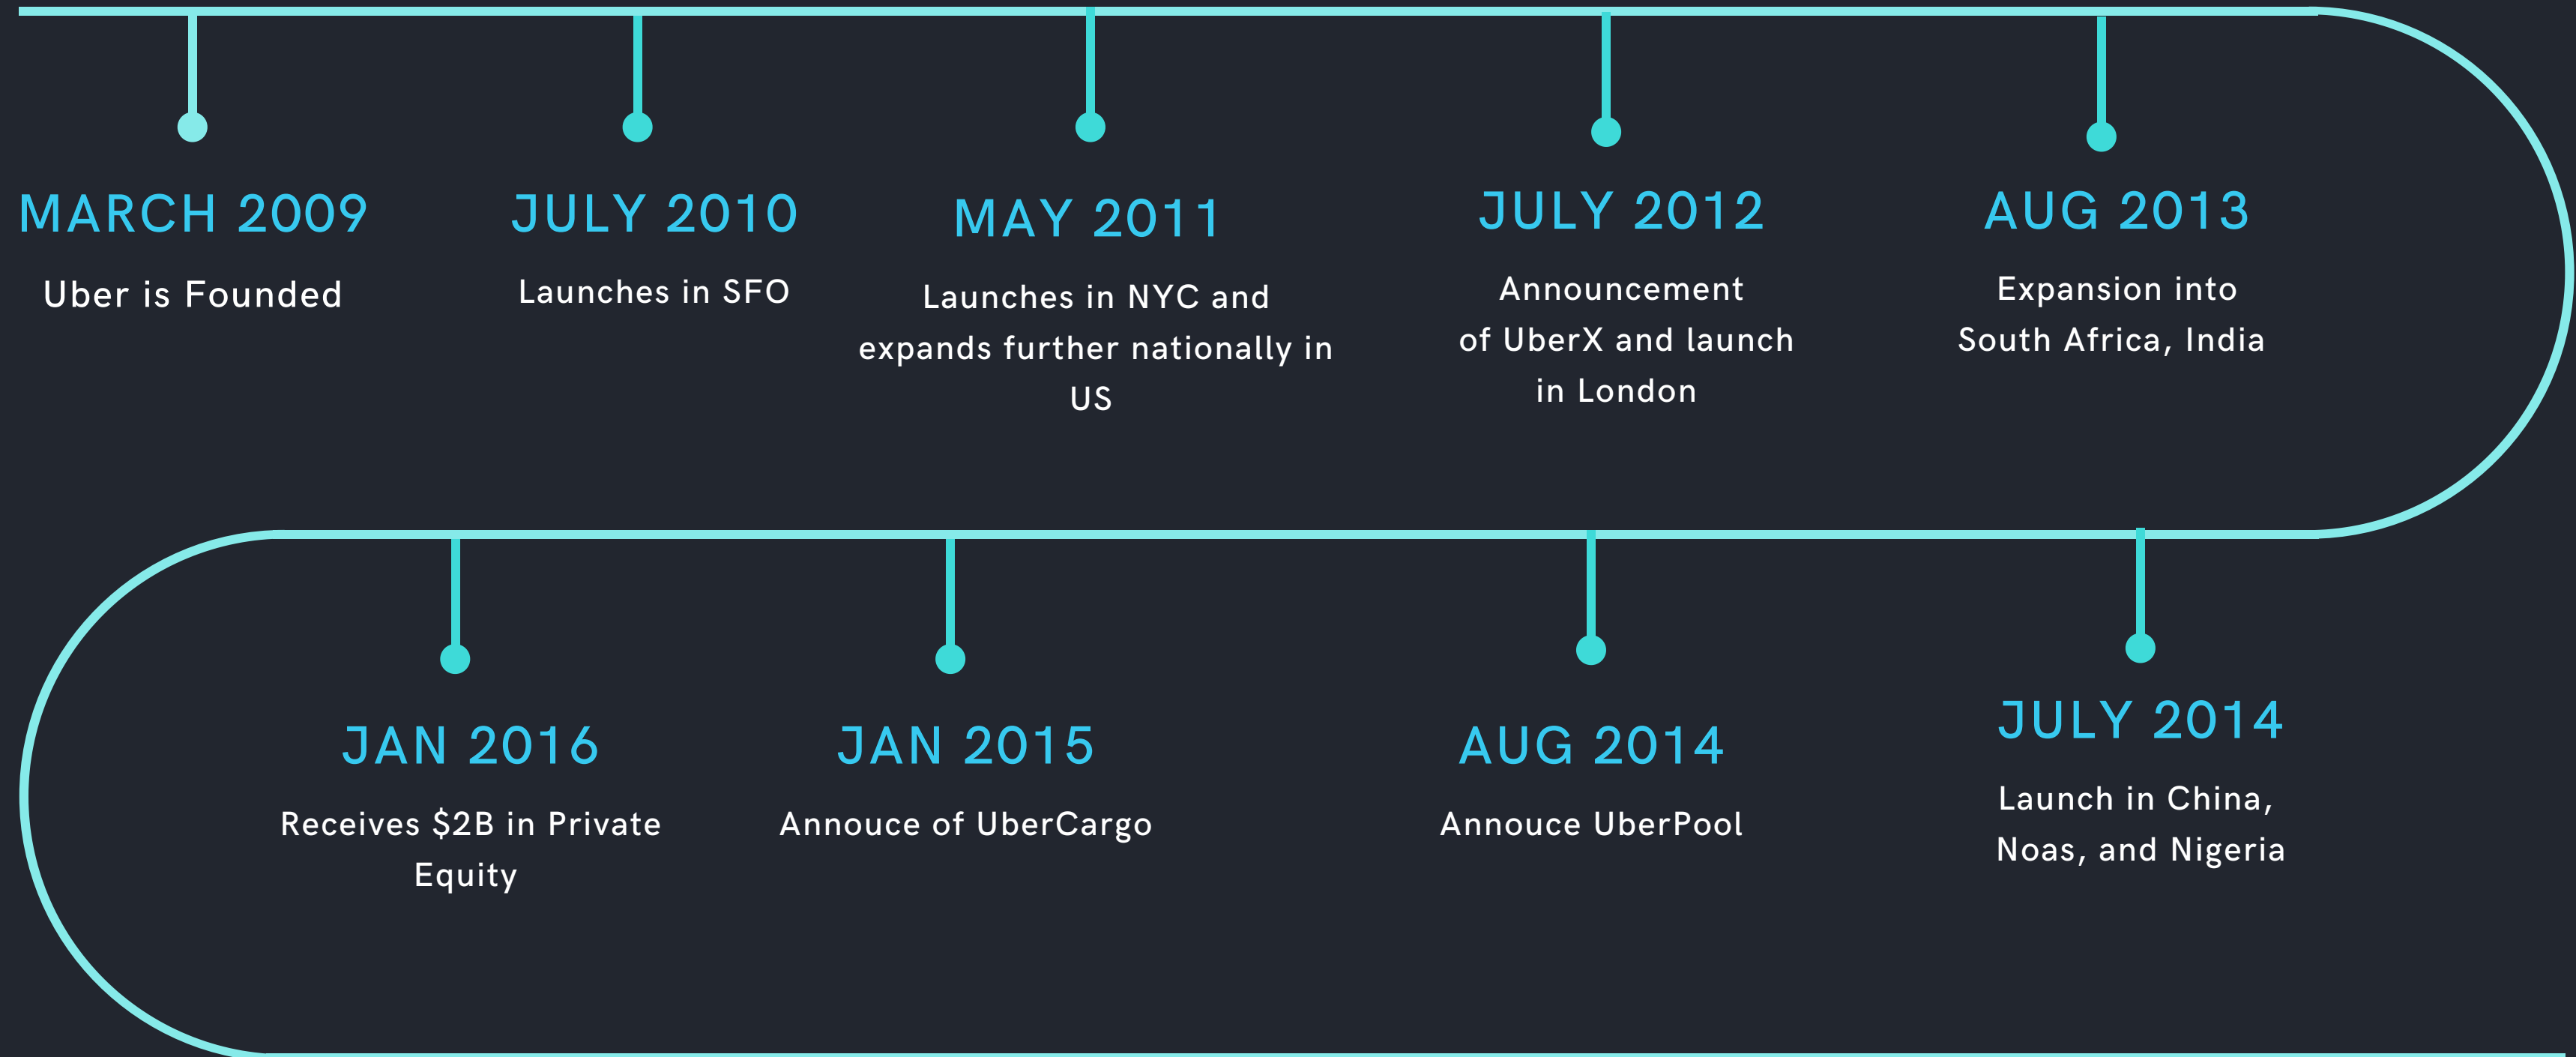 MARCH 2009
Uber is Founded
JULY 2010
Launches in SFO
MAY 2011
Launches in NYC and
expands further nationally in
US
JULY 2012
Announcement
of UberX and launch
in London
AUG 2013
Expansion into
South Africa, India
JAN 2016
Receives $2B in Private
Equity
JAN 2015
Annouce of UberCargo
AUG 2014
Annouce UberPool
JULY 2014
Launch in China,
Noas, and Nigeria